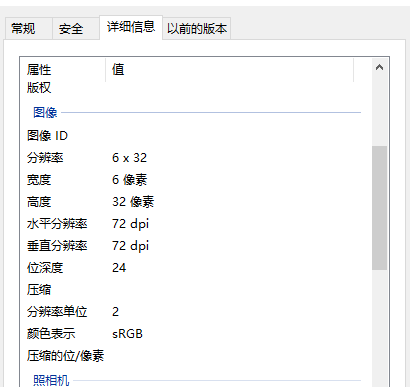 常规 安全 详细信息 以前的版本
属性 值
版权
图像
图像 ID
分辨率 6 x 32
宽度 6 像素
高度 32 像素
水平分辨率 72 dpi
垂直分辨率 72 dpi
位深度 24
压缩
分辨率单位 2
颜色表示 sRGB
压缩的位/像素
照相机